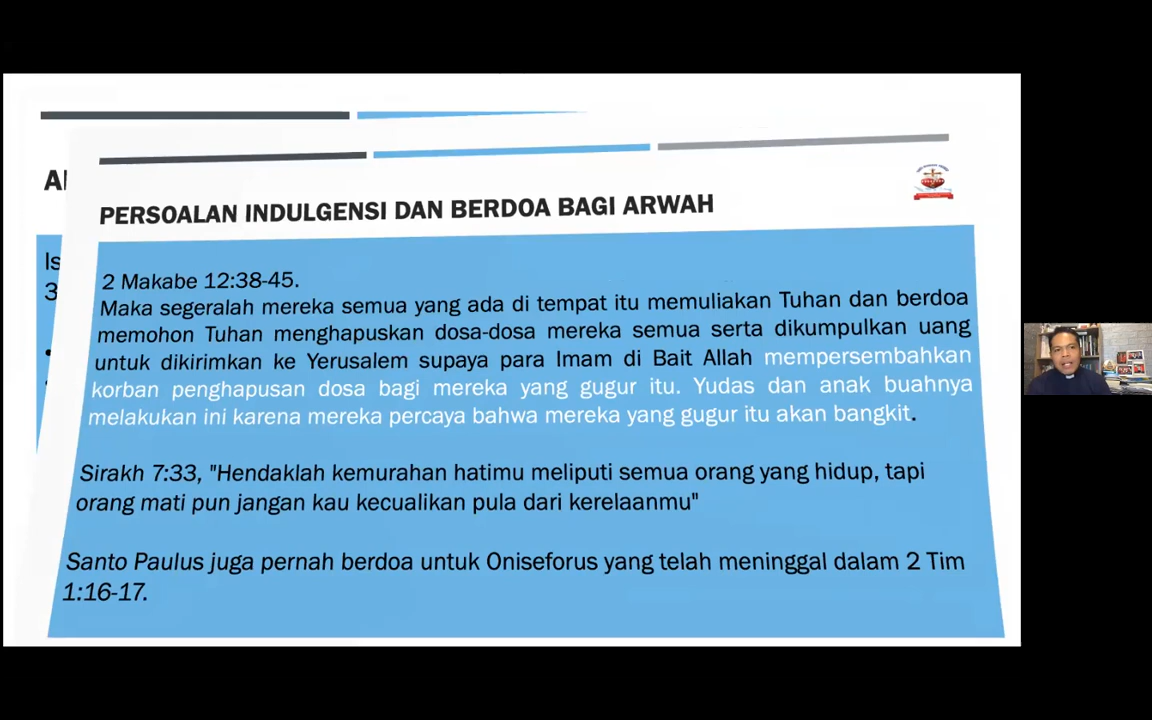 PERSOALAN INDULGENSI DAN BERDOA BAGI ARWAH
2 Makabe 12:38-45.
Maka segeralah mereka semua yang ada di tempat itu memuliakan Tuhan dan berdoa
memohon Tuhan menghapuskan dosa-dosa mereka semua serta dikumpulkan uang
untuk dikirimkan ke Yerusalem supaya para Imam di Bait Allah mempersembahkan
korban penghapusan dosa bagi mereka yang gugur itu. Yudas dan anak buahnya
melakukan ini karena mereka percaya bahwa mereka yang gugur itu akan bangkit.
Sirakh 7:33, "Hendaklah kemurahan hatimu meliputi semua orang yang hidup, tapi
orang mati pun jangan kau kecualikan pula dari kerelaanmu"
Santo Paulus juga pernah berdoa untuk Oniseforus yang telah meninggal dalam 2 Tim
1:16-17.